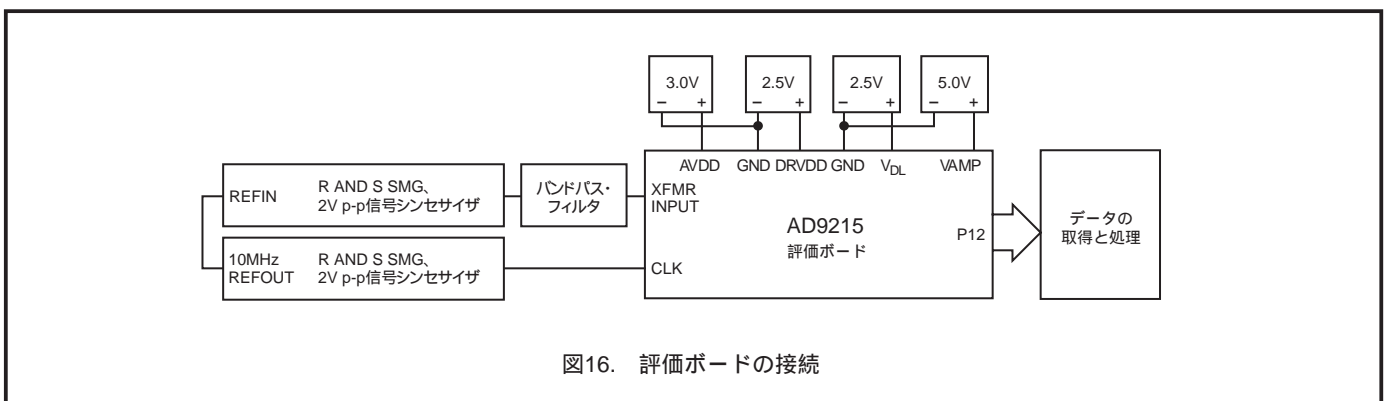 3.0V
− +
2.5V
− +
2.5V
− +
5.0V
− +
AVDD GND DRVDD GND VDL VAMP
REFIN
R AND S SMG、
2V p-p信号シンセサイザ
バンドパス・
フィルタ
XFMR
INPUT
10MHz
REFOUT
R AND S SMG、
2V p-p信号シンセサイザ
CLK
AD9215
評価ボード
P12
データの
取得と処理
図16. 評価ボードの接続